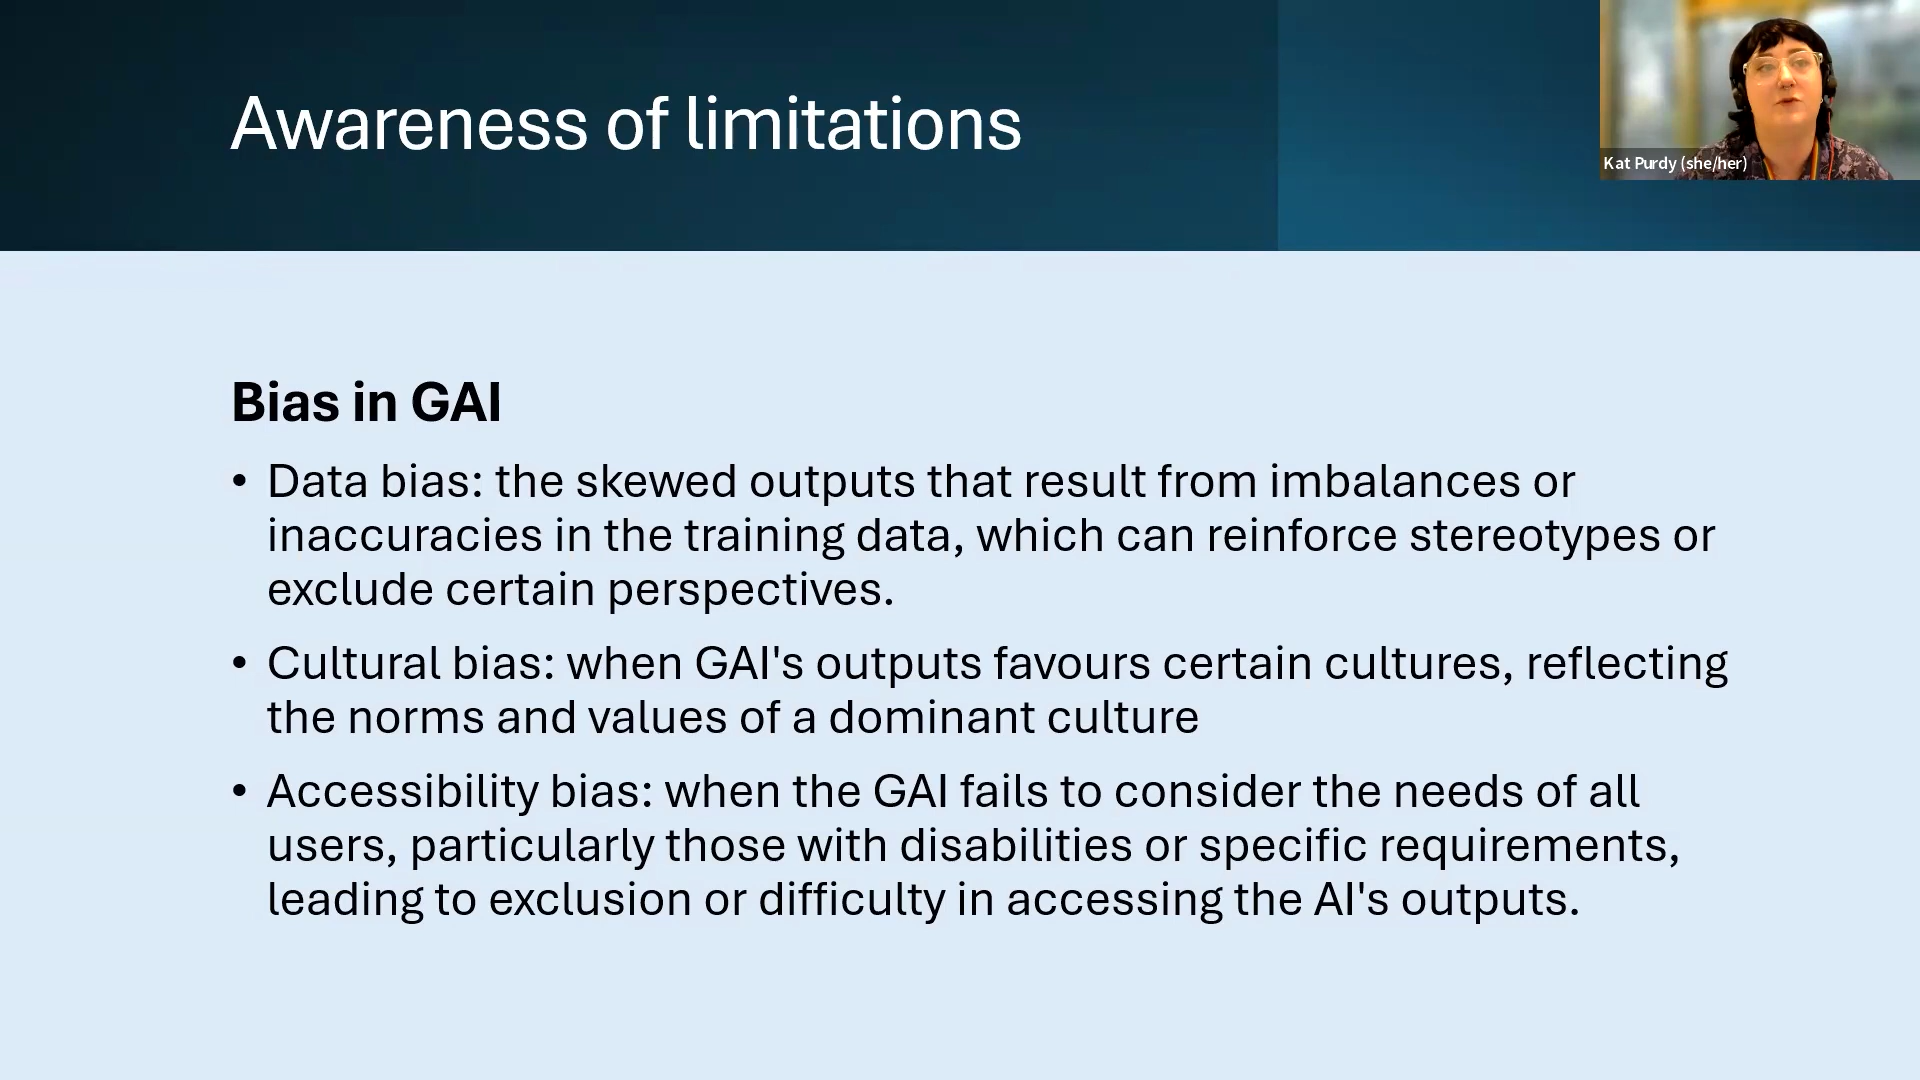 Awareness of limitations
Kat Purdy (she/her)
Bias in GAI
• Data bias: the skewed outputs that result from imbalances or
inaccuracies in the training data, which can reinforce stereotypes or
exclude certain perspectives.
• Cultural bias: when GAI's outputs favours certain cultures, reflecting
the norms and values of a dominant culture
• Accessibility bias: when the GAI fails to consider the needs of all
users, particularly those with disabilities or specific requirements,
leading to exclusion or difficulty in accessing the AI's outputs.